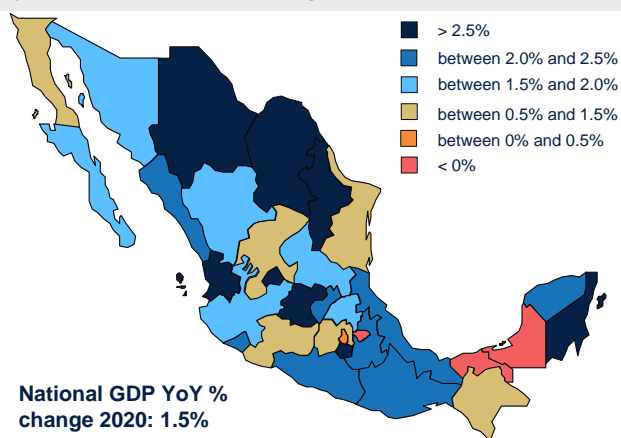 > 2.5%
between 2.0% and 2.5%
between 1.5% and 2.0%
between 0.5% and 1.5%
between 0% and 0.5%
< 0%
National GDP YoY %
change 2020: 1.5%